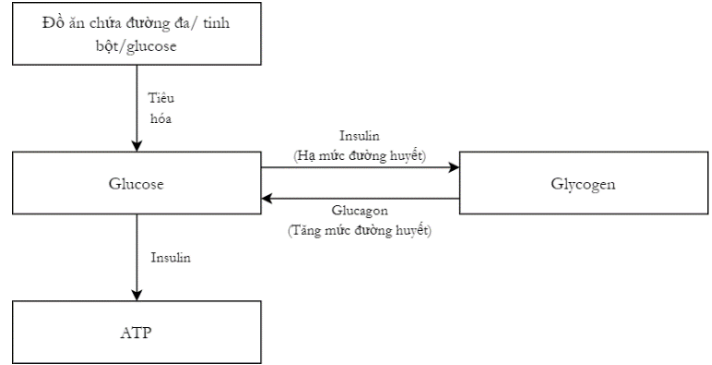 Đồ ăn chứa đường đa/ tinh
bột/glucose
Tiêu
hóa
Insulin
(Hạ mức đường huyết)
Glucose
Glycogen
Glucagon
(Tăng mức đường huyết)
Insulin
ATP